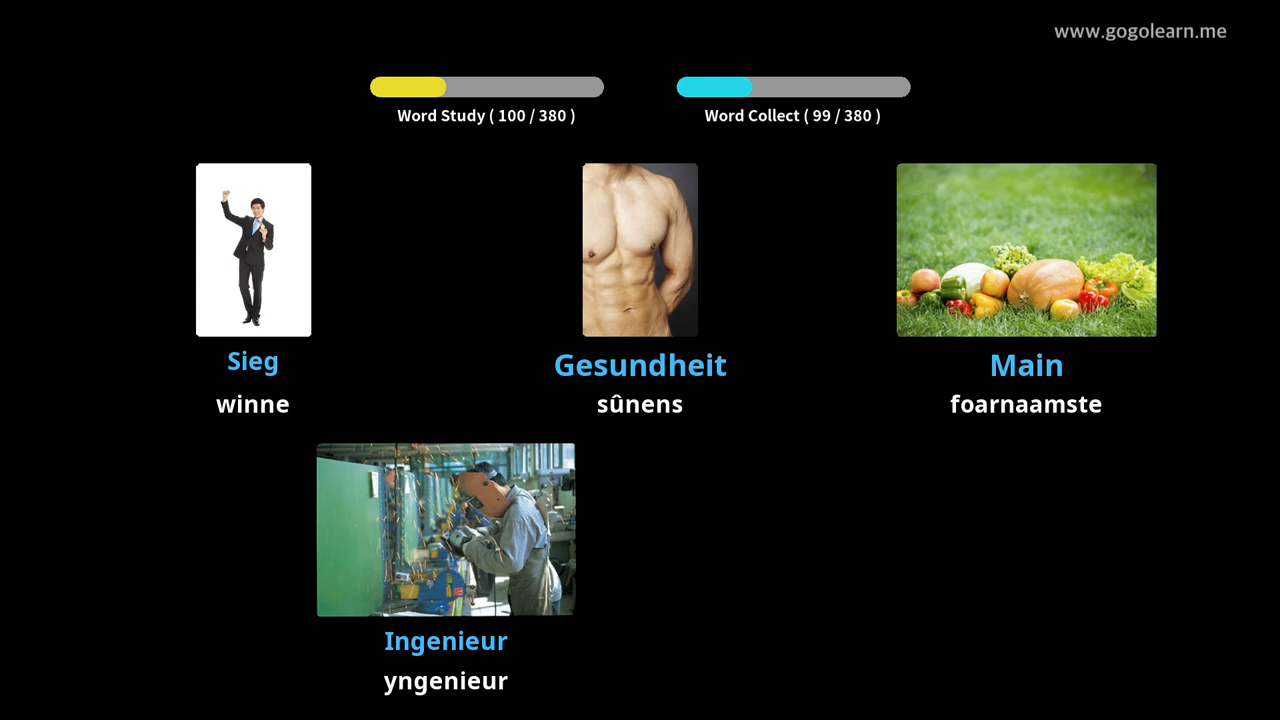 www.gogolearn.me
Word Study ( 100 / 380 )
Word Collect ( 99 / 380 )
Sieg
winne
Gesundheit
sûnens
Main
foarnaamste
Ingenieur
yngenieur